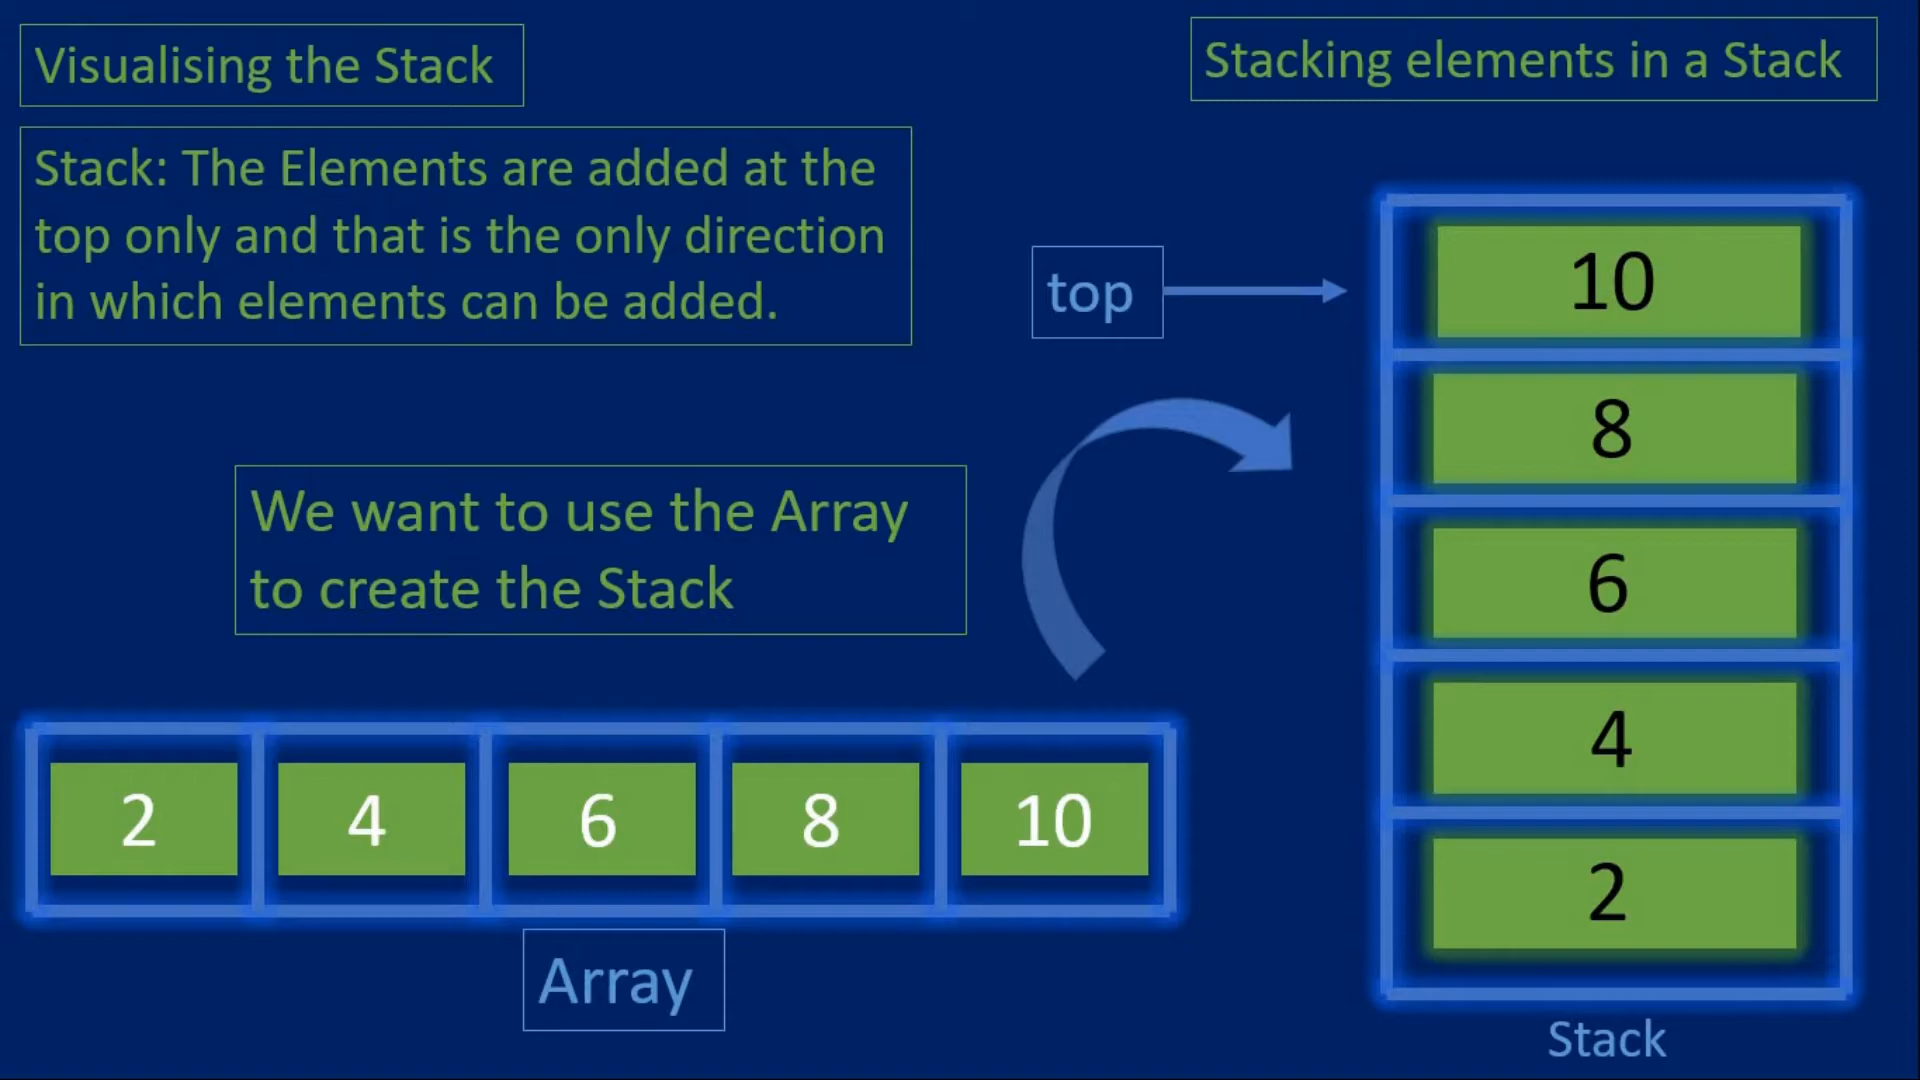 Visualising the Stack
Stack: The Elements are added at the
top only and that is the only direction
in which elements can be added.
We want to use the Array
to create the Stack
2 4 6 8 10
Array
Stacking elements in a Stack
top
10
8
6
4
2
Stack